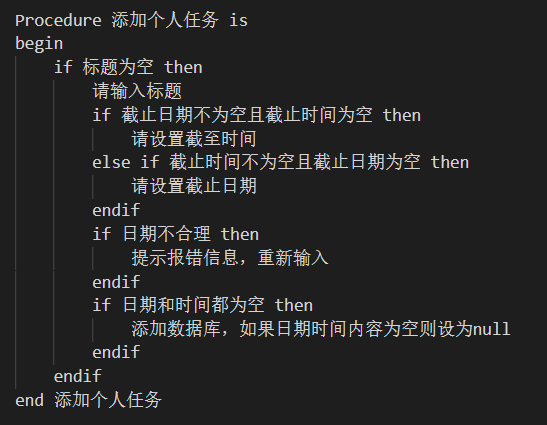 Procedure 添加个人任务 is
begin
    if 标题为空 then
        请输入标题
        if 截止日期不为空且截止时间为空 then
            请设置截至时间
        else if 截止时间不为空且截止日期为空 then
            请设置截止日期
        endif
        if 日期不合理 then
            提示报错信息，重新输入
        endif
        if 日期和时间都为空 then
            添加数据库，如果日期时间内容为空则设为null
        endif
    endif
end 添加个人任务